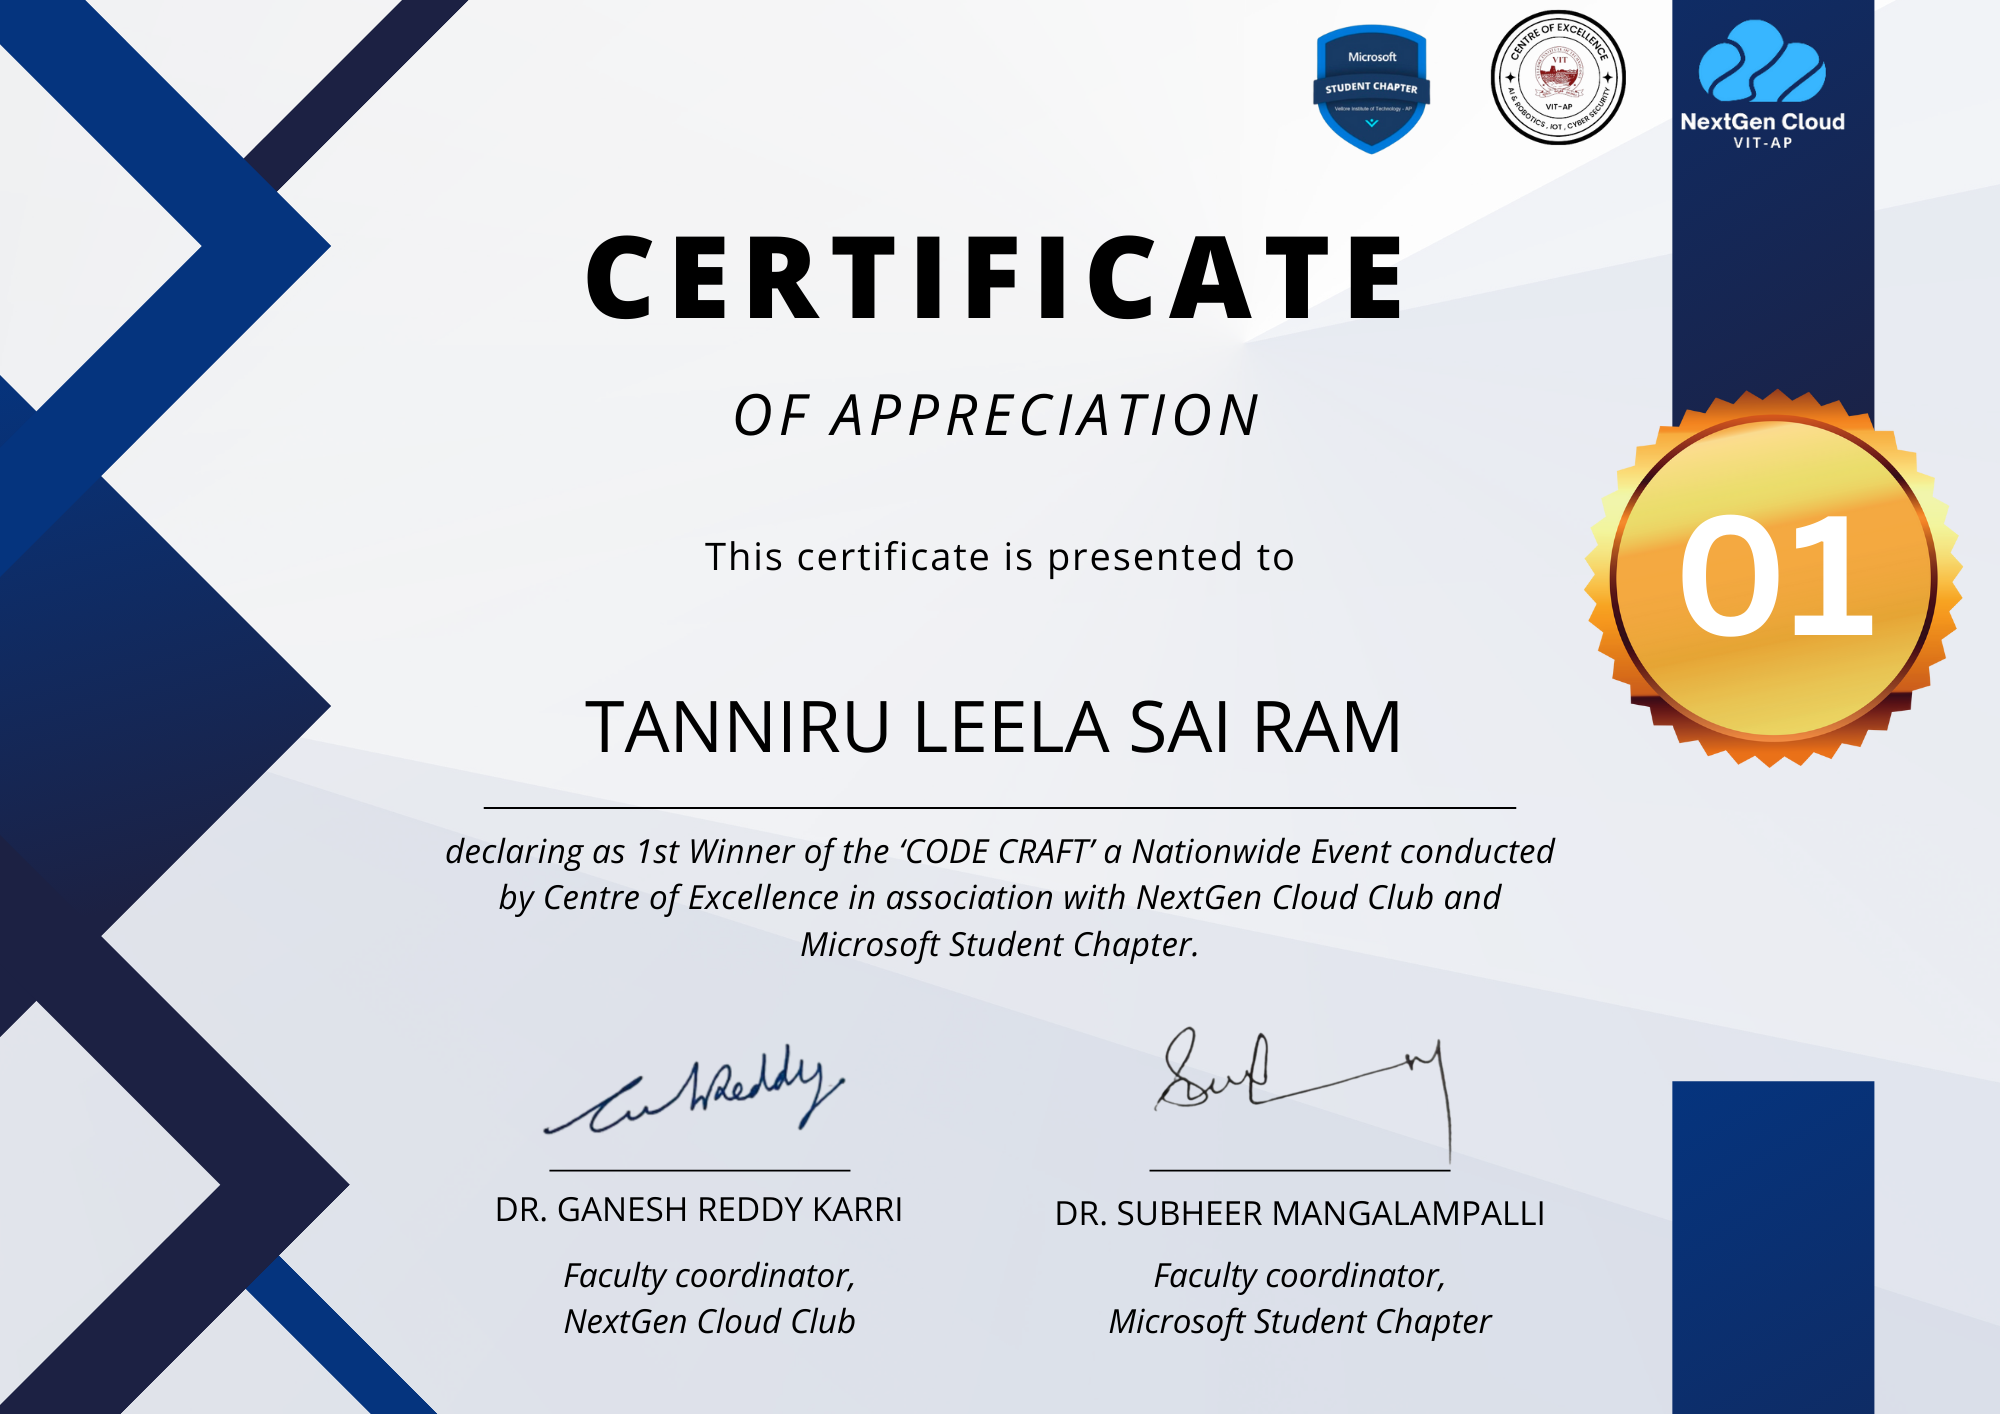 Microsoft
STUDENT CHAPTER
Vellore Institute of Technology - AP
CENTRE OF EXCELLENCE
VIT
VIT-AP
AI & ROBOTICS , IOT , CYBER SECURITY
NextGen Cloud
VIT-AP
CERTIFICATE
OF APPRECIATION
This certificate is presented to
01
TANNIRU LEELA SAI RAM
declaring as 1st Winner of the ‘CODE CRAFT’ a Nationwide Event conducted
by Centre of Excellence in association with NextGen Cloud Club and
Microsoft Student Chapter.
DR. GANESH REDDY KARRI
Faculty coordinator,
NextGen Cloud Club
DR. SUBHEER MANGALAMPALLI
Faculty coordinator,
Microsoft Student Chapter